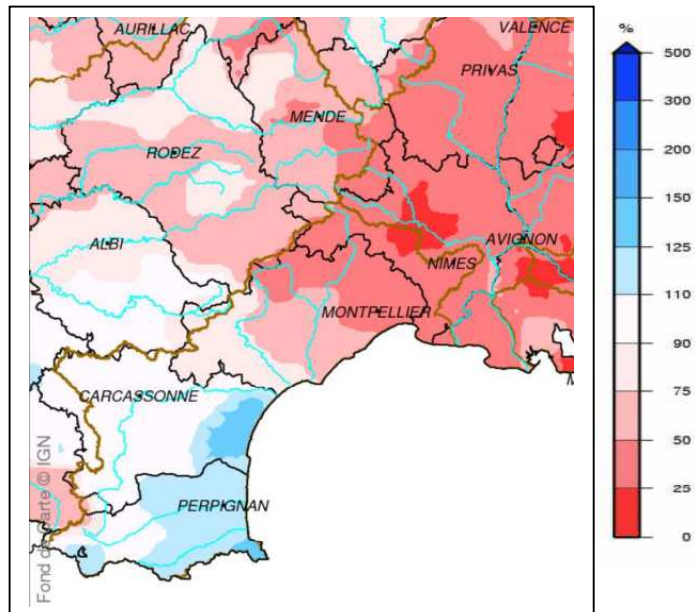 AURILLAC
VALENCE
PRIVAS
MENDE
RODEZ
ALBI
AVIGNON
NIMES
MONTPELLIER
M
CARCASSONNE
PERPIGNAN
Fond de carte © IGN
%
500
300
200
150
125
110
90
75
50
25
0